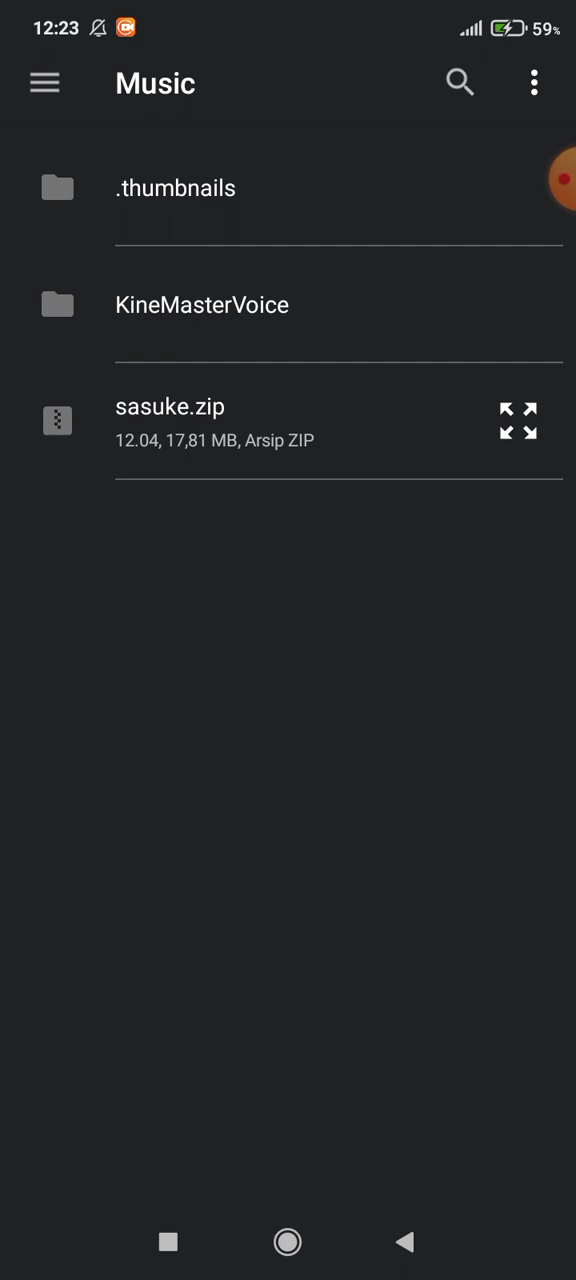 12:23
59%
Music
.thumbnails
KineMasterVoice
sasuke.zip
12.04, 17,81 MB, Arsip ZIP